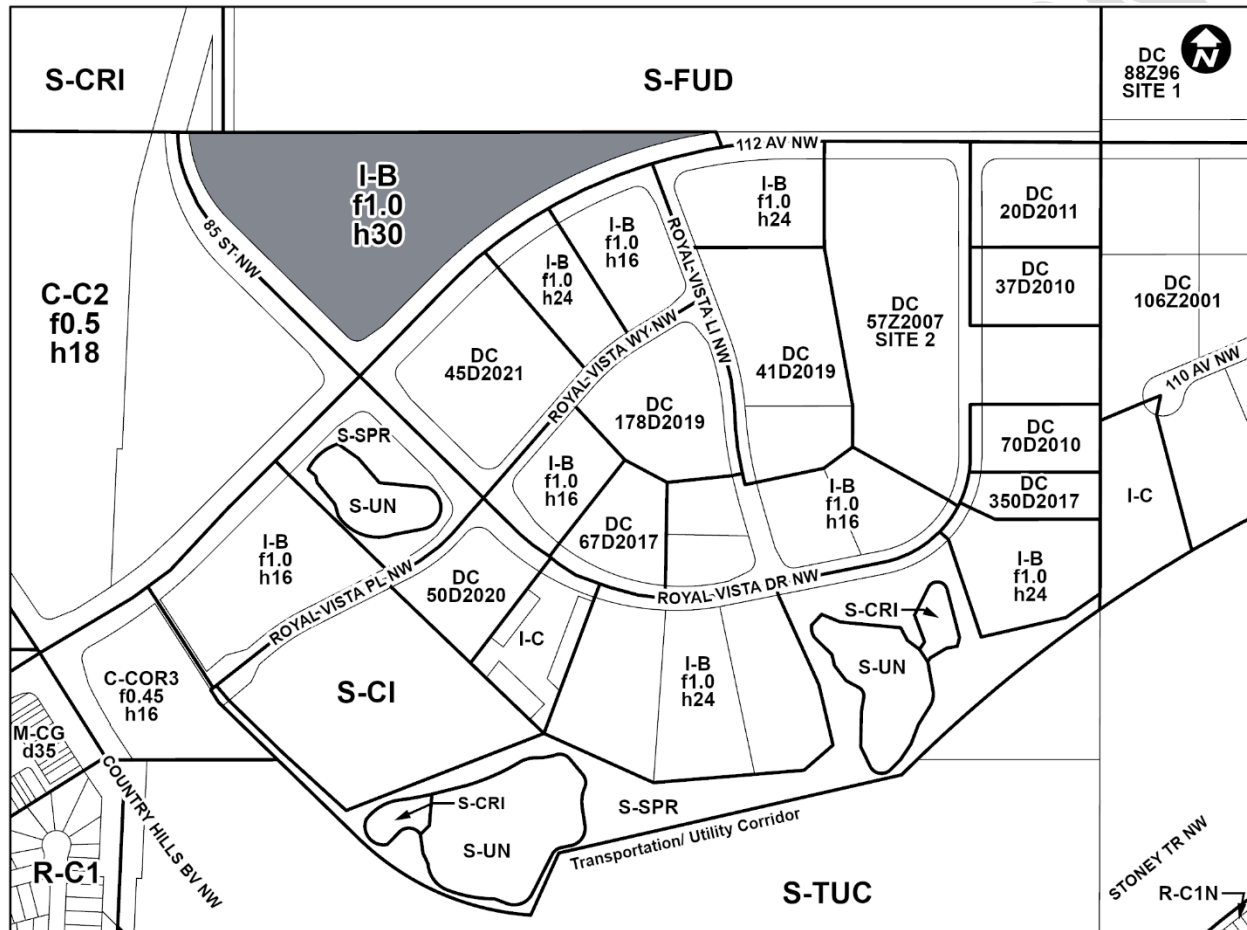 S-CRI
S-FUD
DC
88Z96
SITE 1
N
112 AV NW
I-B
f1.0
h30
I-B
f1.0
h24
DC
20D2011
85 ST NW
I-B
f1.0
h16
ROYAL VISTA LI NW
I-B
f1.0
h24
DC
37D2010
DC
106Z2001
C-C2
f0.5
h18
DC
57Z2007
SITE 2
DC
45D2021
ROYAL VISTA WY NW
DC
41D2019
110 AV NW
DC
178D2019
S-SPR
DC
70D2010
S-UN
I-B
f1.0
h16
I-B
f1.0
h16
DC
350D2017
I-C
I-B
f1.0
h16
DC
67D2017
I-B
f1.0
h24
ROYAL VISTA PL NW
DC
50D2020
ROYAL VISTA DR NW
S-CRI
I-C
S-UN
I-B
f1.0
h24
C-COR3
f0.45
h16
S-CI
M-CG
d35
COUNTRY HILLS BV NW
S-CRI
S-SPR
S-UN
Transportation/ Utility Corridor
R-C1
S-TUC
STONEY TR NW
R-C1N